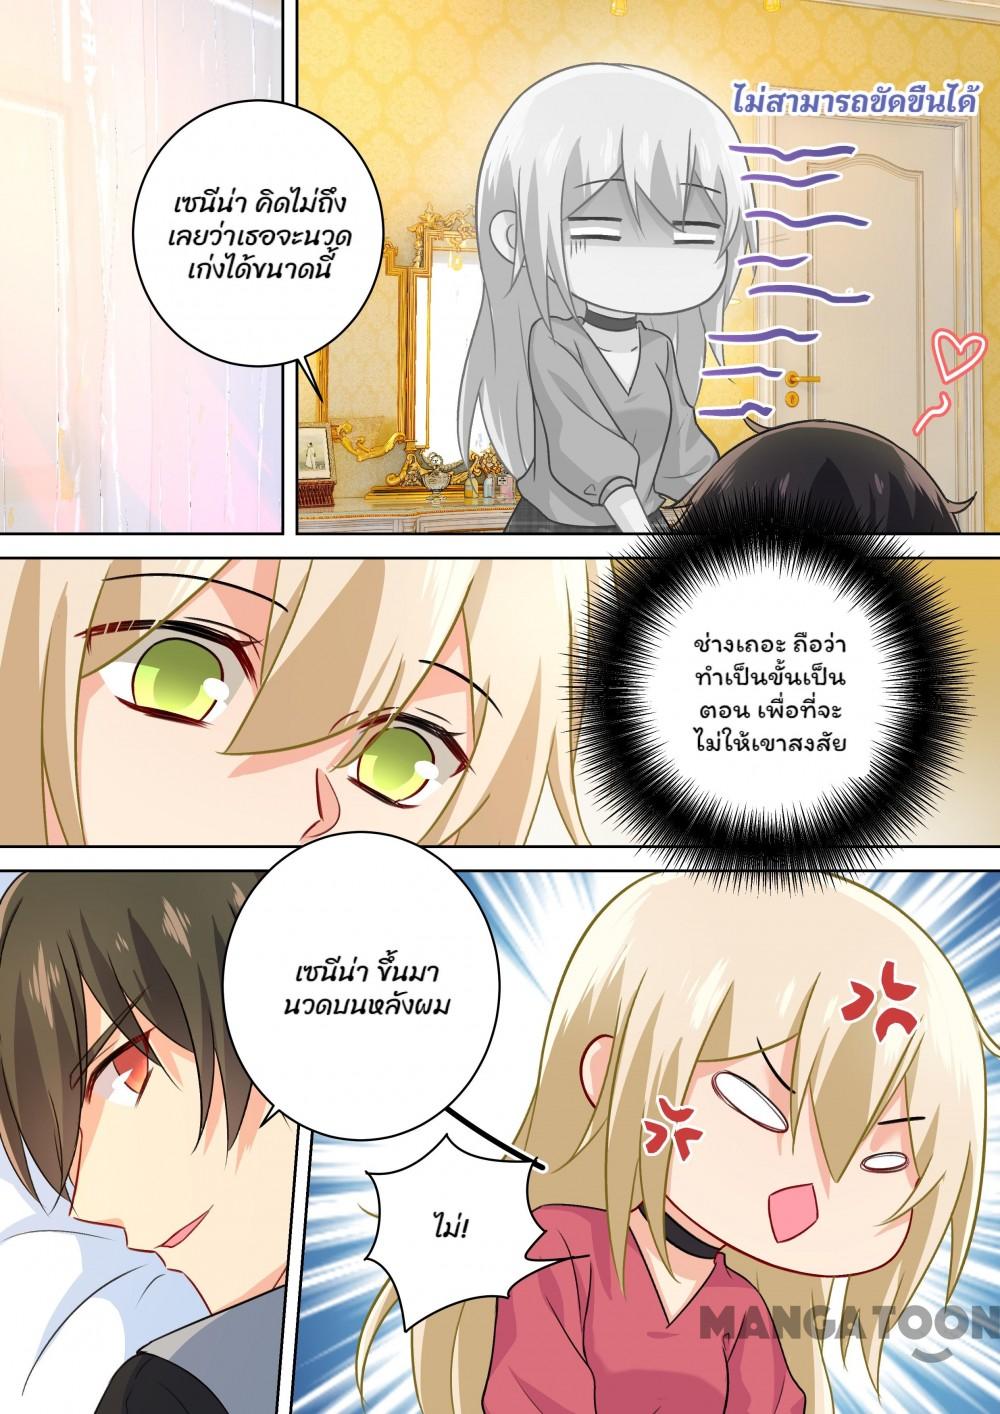 ไม่สามารถขัดขืนได้
เซนีน่า คิดไม่ถึง
เลยว่าเธอจะนวด
เก่งได้ขนาดนี้
ช่างเถอะ ถือว่า
ทำเป็นขั้นเป็น
ตอน เพื่อที่จะ
ไม่ให้เขาสงสัย
เซนีน่า ขึ้นมา
นวดบนหลังผม
ไม่!
MANGATOON